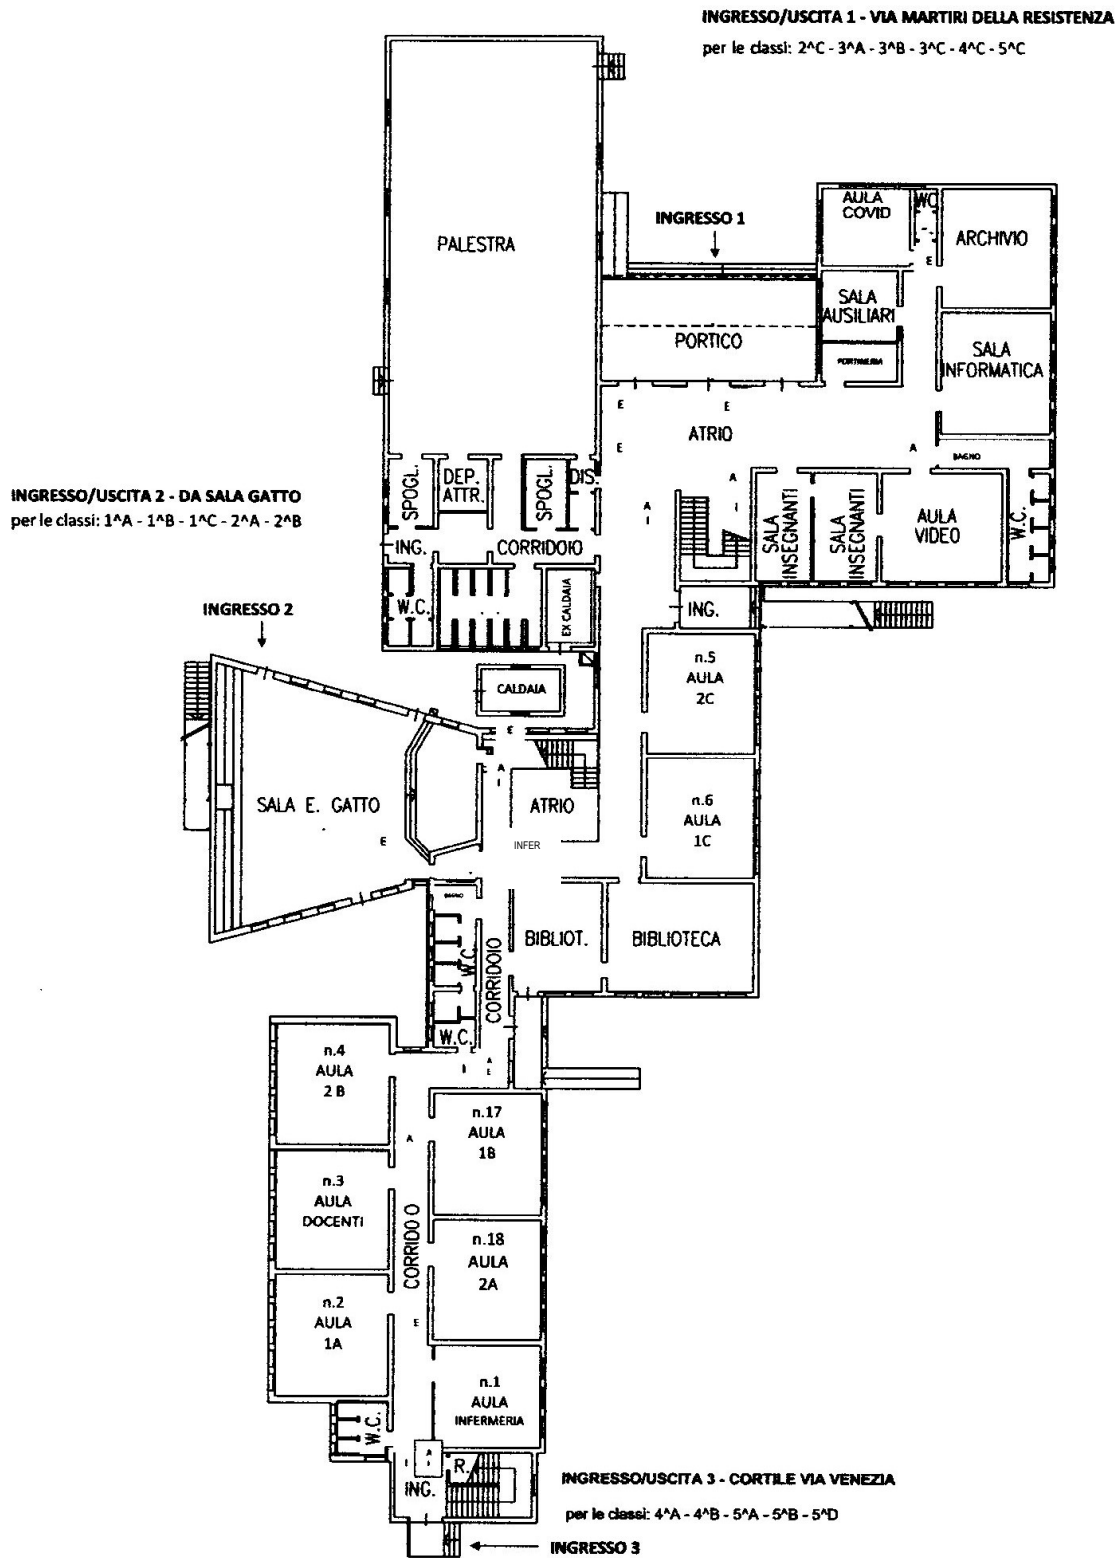 INGRESSO/USCITA 1 - VIA MARTIRI DELLA RESISTENZA
per le classi: 2^C - 3^A - 3^B - 3^C - 4^C - 5^C
AULA
COVID
WC
ARCHIVIO
E
INGRESSO 1
PALESTRA
SALA
AUSILIARI
PORTICO
PORTINERIA
SALA
INFORMATICA
E
E
E
ATRIO
A
BAGNO
SPOGL.
DEP.
ATTR.
SPOGL.
DIS.
A
I
A
I
INGRESSO/USCITA 2 - DA SALA GATTO
per le classi: 1^A - 1^B - 1^C - 2^A - 2^B
SALA
INSEGNANTI
SALA
INSEGNANTI
AULA
VIDEO
W.C.
ING.
CORRIDOIO
W.C.
EX CALDAIA
ING.
INGRESSO 2
n.5
AULA
2C
CALDAIA
E
A
I
SALA E. GATTO
ATRIO
n.6
AULA
1C
E
INFER
BAGNO
W.C.
CORRIDOIO
BIBLIOT.
BIBLIOTECA
W.C.
I
A
E
n.4
AULA
2 B
n.17
AULA
1B
A
n.3
AULA
DOCENTI
CORRIDO O
n.18
AULA
2A
n.2
AULA
1A
E
n.1
AULA
INFERMERIA
W.C.
I
A
I
R.
ING.
INGRESSO/USCITA 3 - CORTILE VIA VENEZIA
per le classi: 4^A - 4^B - 5^A - 5^B - 5^D
INGRESSO 3